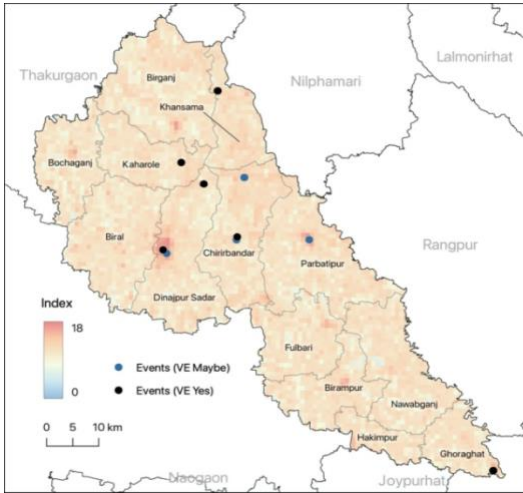 Lalmonirhat
Thakurgaon
Nilphamari
Birganj
Khansama
Bochaganj
Kaharole
Biral
Chirirbandar
Parbatipur
Rangpur
Dinajpur Sadar
Index
18
0
Events (VE Maybe)
Events (VE Yes)
0 10 km
Fulbari
Birampur
Nawabganj
Hakimpur
Ghoraghat
Naogaon
Joypurhat